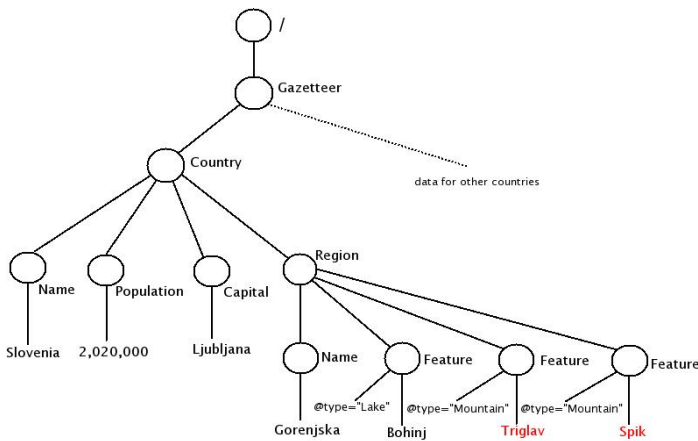 /
Gazetteer
Country
data for other countries
Region
Name
Population
Capital
Slovenia
2,020,000
Ljubljana
Name
Feature
Feature
Feature
@type="Lake"
@type="Mountain"
@type="Mountain"
Gorenjska
Bohinj
Triglav
Spik